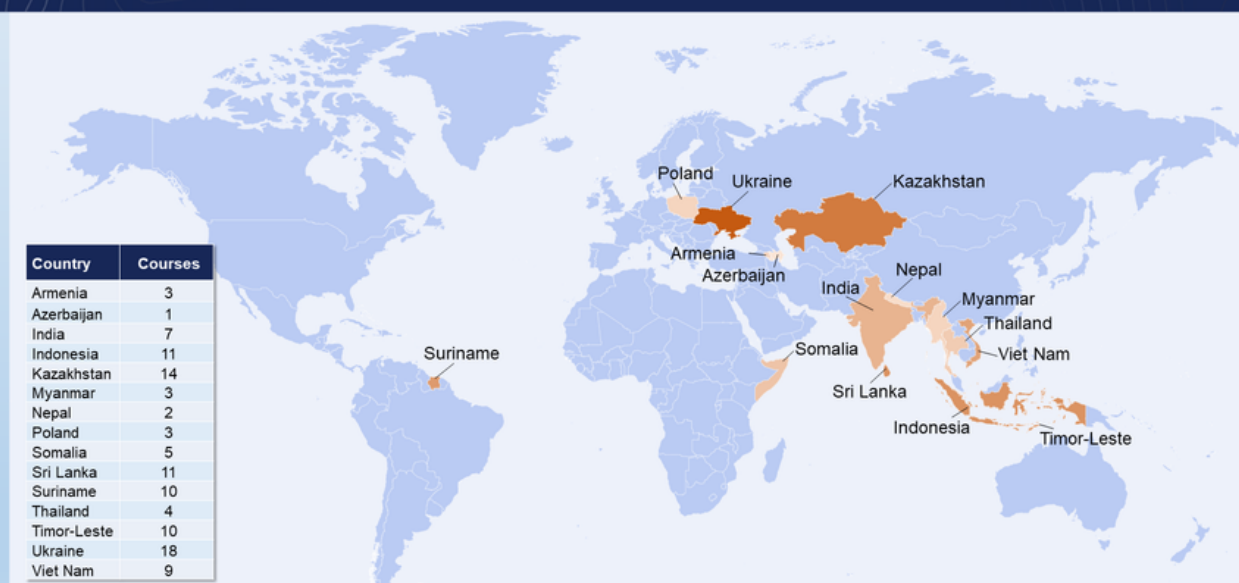 Poland
Ukraine
Kazakhstan
Armenia
Azerbaijan
Nepal
India
Myanmar
Thailand
Suriname
Somalia
Viet Nam
Sri Lanka
Indonesia
Timor-Leste
Country Courses
Armenia 3
Azerbaijan 1
India 7
Indonesia 11
Kazakhstan 14
Myanmar 3
Nepal 2
Poland 3
Somalia 5
Sri Lanka 11
Suriname 10
Thailand 4
Timor-Leste 10
Ukraine 18
Viet Nam 9